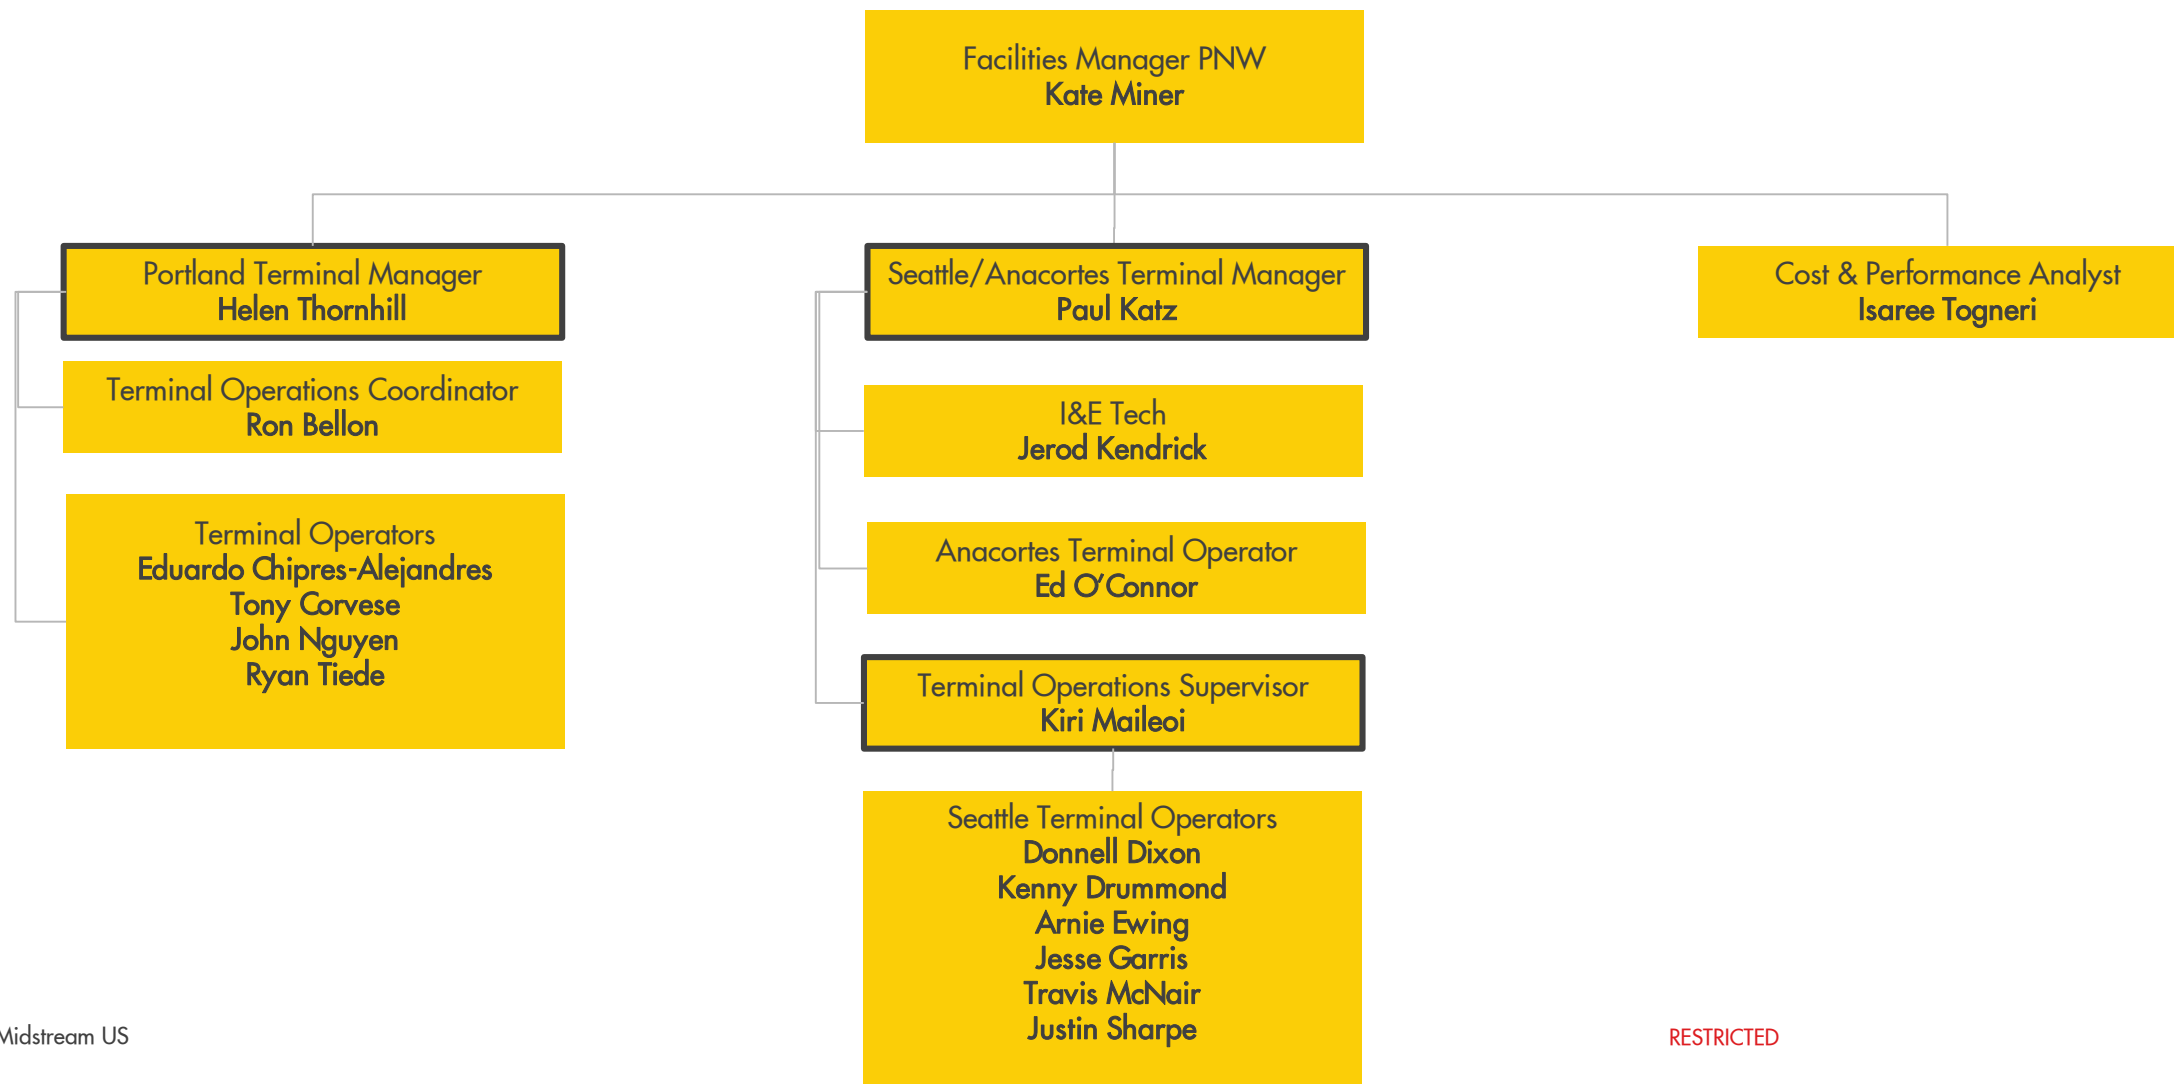 Facilities Manager PNW
Kate Miner
Portland Terminal Manager
Helen Thornhill
Seattle/Anacortes Terminal Manager
Paul Katz
Cost & Performance Analyst
Isaree Togneri
Terminal Operations Coordinator
Ron Bellon
I&E Tech
Jerod Kendrick
Terminal Operators
Eduardo Chipres-Alejandres
Tony Corvese
John Nguyen
Ryan Tiede
Anacortes Terminal Operator
Ed O’Connor
Terminal Operations Supervisor
Kiri Maileoi
Seattle Terminal Operators
Donnell Dixon
Kenny Drummond
Arnie Ewing
Jesse Garris
Travis McNair
Justin Sharpe
Midstream US
RESTRICTED